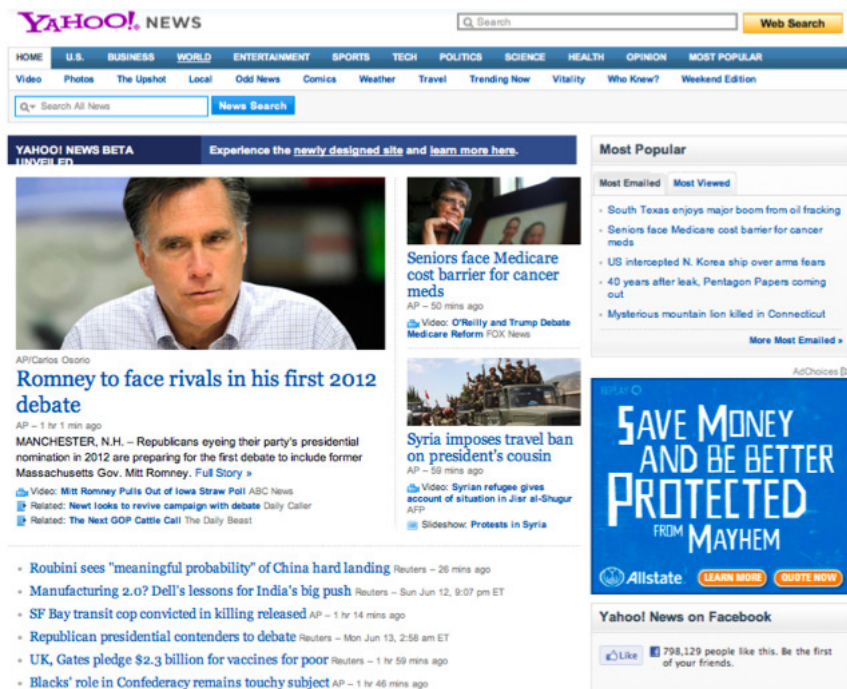 YAHOO! NEWS
Search
Web Search
HOME U.S. BUSINESS WORLD ENTERTAINMENT SPORTS TECH POLITICS SCIENCE HEALTH OPINION MOST POPULAR
Video Photos The Upshot Local Odd News Comics Weather Travel Trending Now Vitality Who Knew? Weekend Edition
Search All News
News Search
YAHOO! NEWS BETA
UNVEILED
Experience the newly designed site and learn more here.
AP/Carlos Osorio
Romney to face rivals in his first 2012
debate
AP – 1 hr 1 min ago
MANCHESTER, N.H. – Republicans eyeing their party's presidential
nomination in 2012 are preparing for the first debate to include former
Massachusetts Gov. Mitt Romney. Full Story »
Video: Mitt Romney Pulls Out of Iowa Straw Poll ABC News
Related: Newt looks to revive campaign with debate Daily Caller
Related: The Next GOP Cattle Call The Daily Beast
Seniors face Medicare
cost barrier for cancer
meds
AP – 50 mins ago
Video: O'Reilly and Trump Debate
Medicare Reform FOX News
Syria imposes travel ban
on president's cousin
AP – 59 mins ago
Video: Syrian refugee gives
account of situation in Jisr al-Shugur
AFP
Slideshow: Protests in Syria
Roubini sees "meaningful probability" of China hard landing Reuters – 26 mins ago
Manufacturing 2.0? Dell's lessons for India's big push Reuters – Sun Jun 12, 9:07 pm ET
SF Bay transit cop convicted in killing released AP – 1 hr 14 mins ago
Republican presidential contenders to debate Reuters – Mon Jun 13, 2:58 am ET
UK, Gates pledge $2.3 billion for vaccines for poor Reuters – 1 hr 59 mins ago
Blacks' role in Confederacy remains touchy subject AP – 1 hr 46 mins ago
Most Popular
Most Emailed Most Viewed
South Texas enjoys major boom from oil fracking
Seniors face Medicare cost barrier for cancer
meds
US intercepted N. Korea ship over arms fears
40 years after leak, Pentagon Papers coming
out
Mysterious mountain lion killed in Connecticut
More Most Emailed »
AdChoices
REPLAY
SAVE MONEY
AND BE BETTER
PROTECTED
FROM MAYHEM
Allstate
LEARN MORE
QUOTE NOW
Yahoo! News on Facebook
Like
798,129 people like this. Be the first
of your friends.